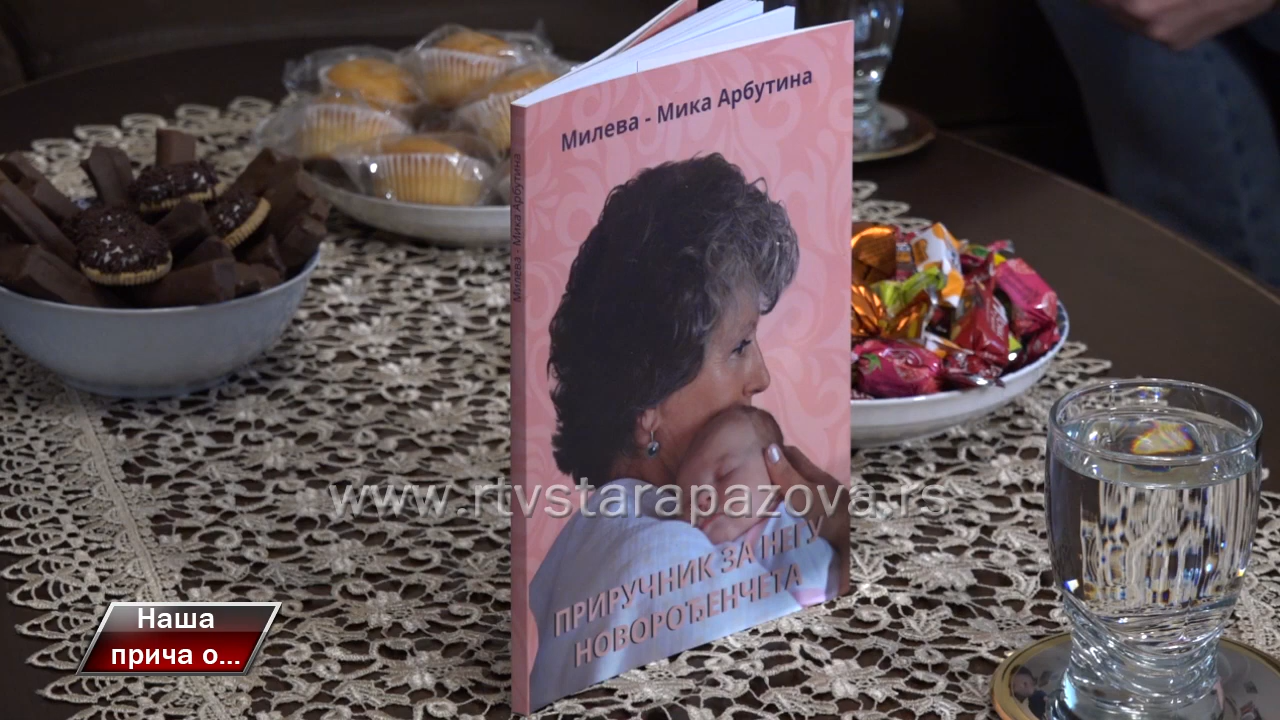 Милева - Мика Арбутина
Милева - Мика Арбутина
www.rtvstarapazova.rs
ПРИРУЧНИК ЗА НЕГУ
НОВОРОЂЕНЧЕТА
Наша
прича о...